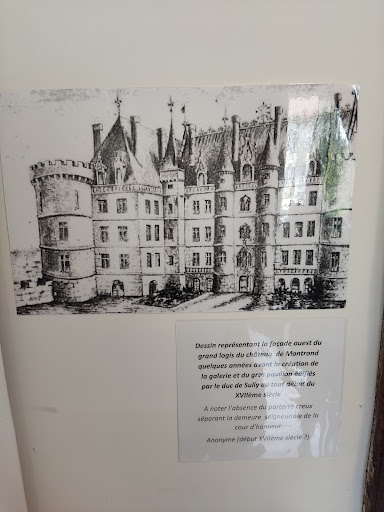 Dessin représentant la façade ouest du
grand logis du château de Montrond
quelques années avant la création de
la galerie et du gros pavillon édifiés
par le duc de Sully au tout début du
XVIIème siècle
A noter l'absence du parterre creux
séparant la demeure seigneuriale de la
cour d'honneur
Anonyme (début XVIIème siècle ?)